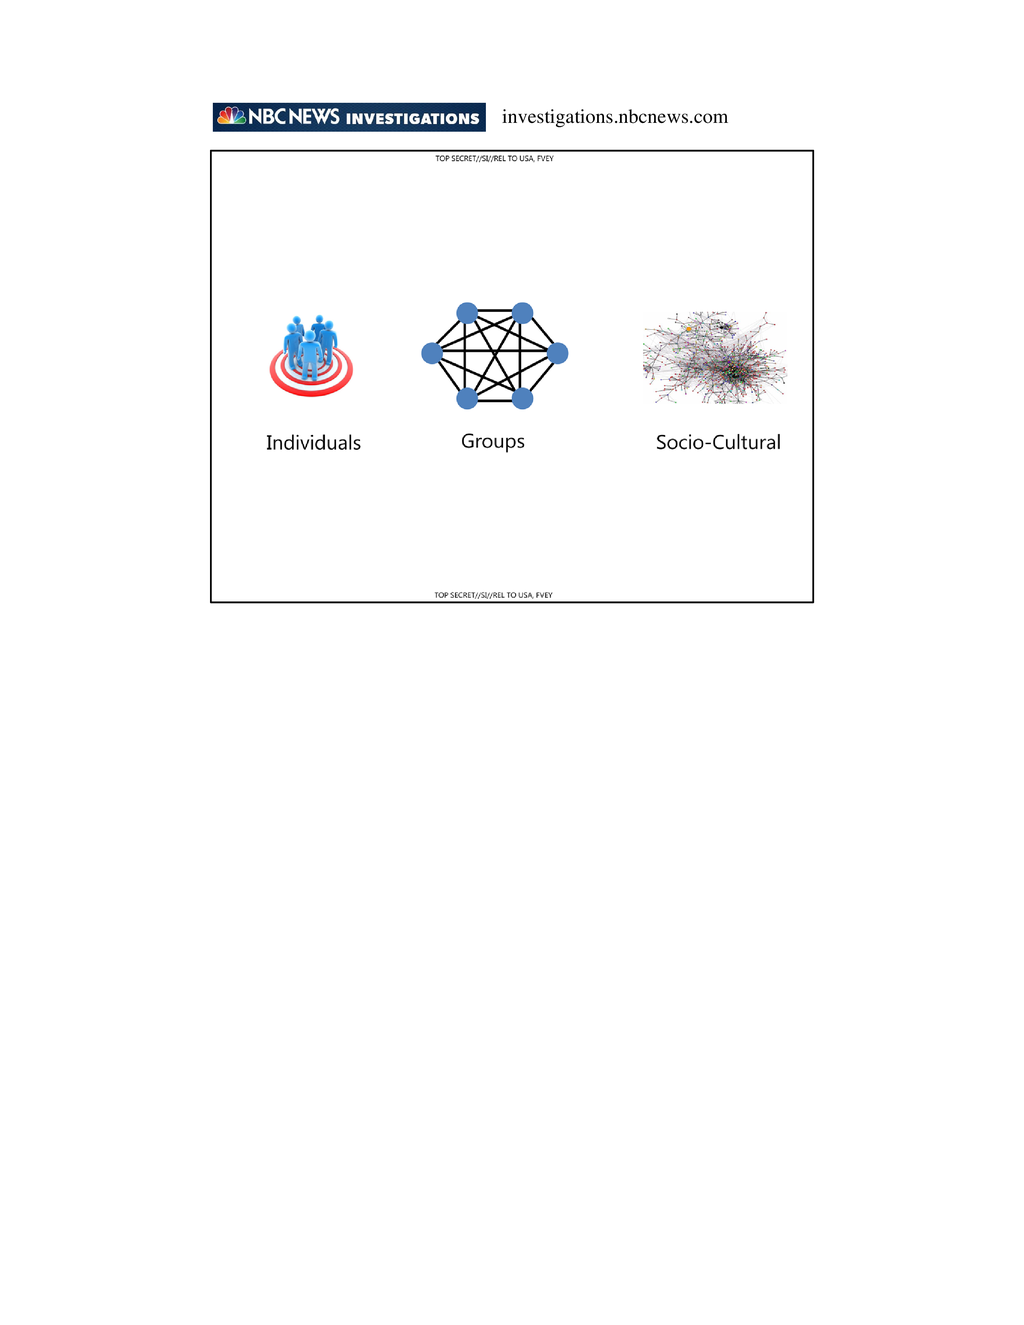 NBC NEWS INVESTIGATIONS investigations.nbcnews.com
TOP SECRET//SI//REL TO USA, FVEY
Individuals Groups Socio-Cultural
TOP SECRET//SI//REL TO USA, FVEY